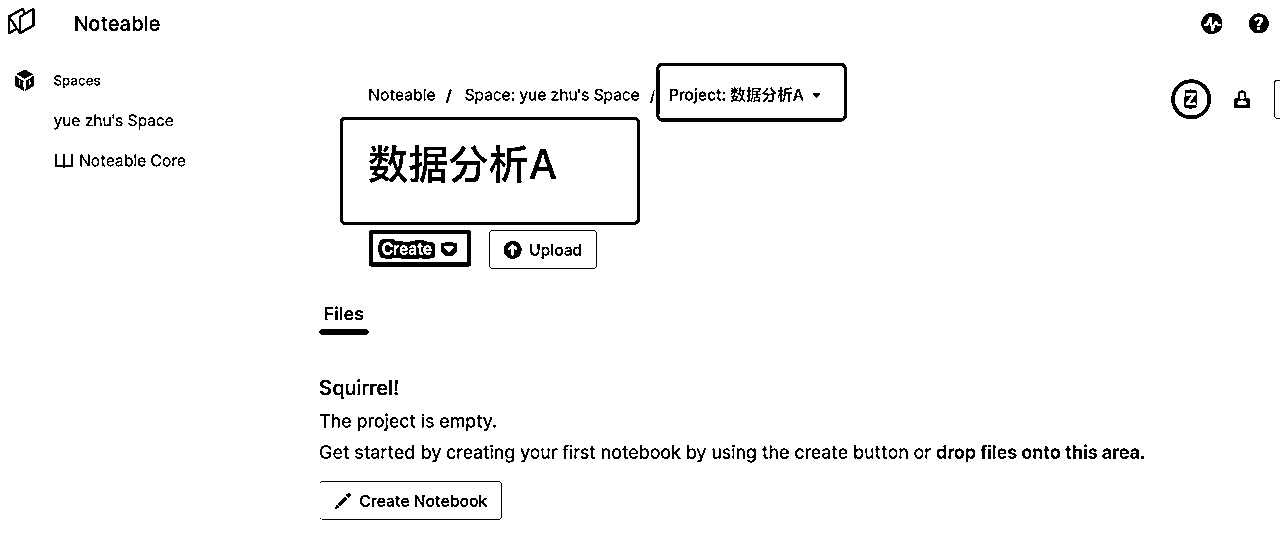 Noteable
Spaces
yue zhu's Space
Noteable Core
Noteable / Space: yue zhu's Space / Project: 数据分析A
Z
数据分析A
Create
Upload
Files
Squirrel!
The project is empty.
Get started by creating your first notebook by using the create button or drop files onto this area.
Create Notebook